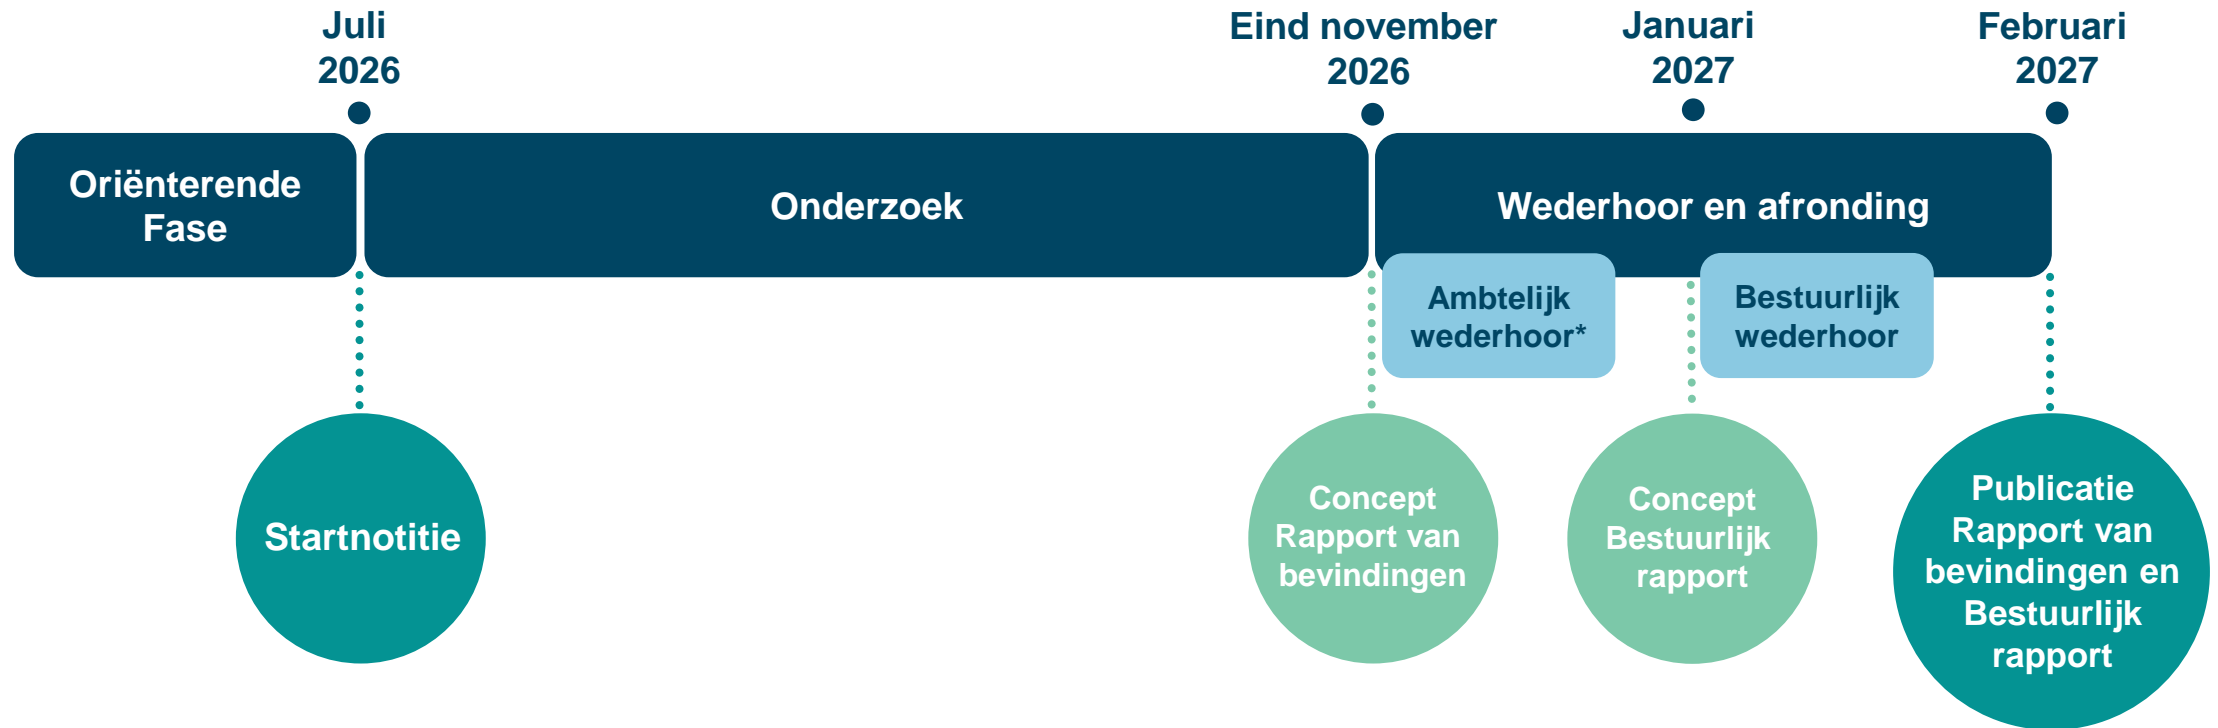 Juli
2026
Eind november
2026
Januari
2027
Februari
2027
Oriënterende
Fase
Onderzoek
Wederhoor en afronding
Ambtelijk
wederhoor*
Bestuurlijk
wederhoor
Startnotitie
Concept
Rapport van
bevindingen
Concept
Bestuurlijk
rapport
Publicatie
Rapport van
bevindingen en
Bestuurlijk
rapport